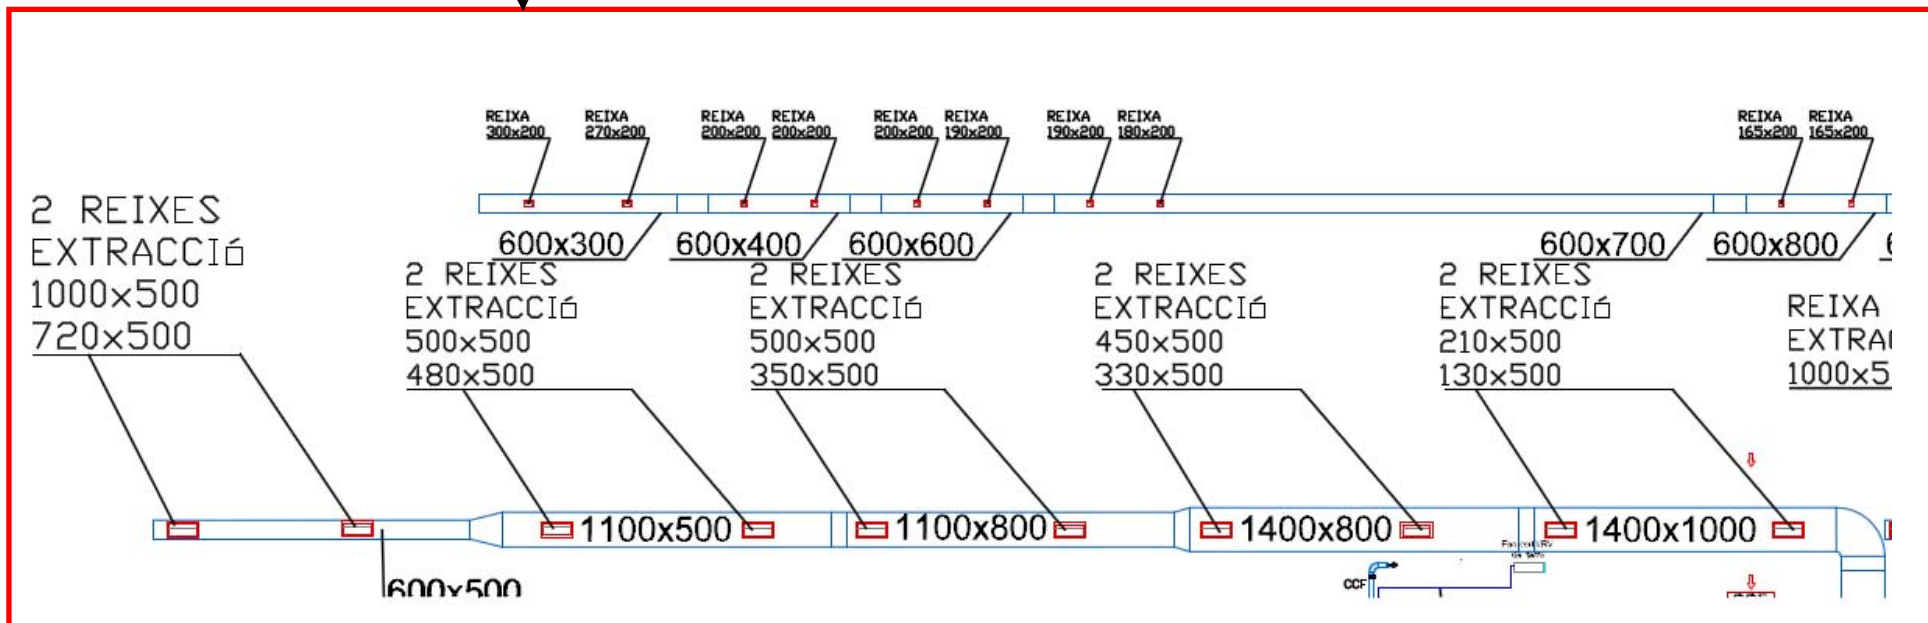 REIXA
300x200
REIXA
270x200
REIXA
200x200
REIXA
200x200
REIXA
200x200
REIXA
190x200
REIXA
190x200
REIXA
180x200
REIXA
165x200
REIXA
165x200
600x300
600x400
600x600
600x700
600x800
2 REIXES
EXTRACCIó
1000x500
720x500
2 REIXES
EXTRACCIó
500x500
480x500
2 REIXES
EXTRACCIó
500x500
350x500
2 REIXES
EXTRACCIó
450x500
330x500
2 REIXES
EXTRACCIó
210x500
130x500
REIXA
1100x500
1100x800
1400x800
1400x1000
600x500
CCF